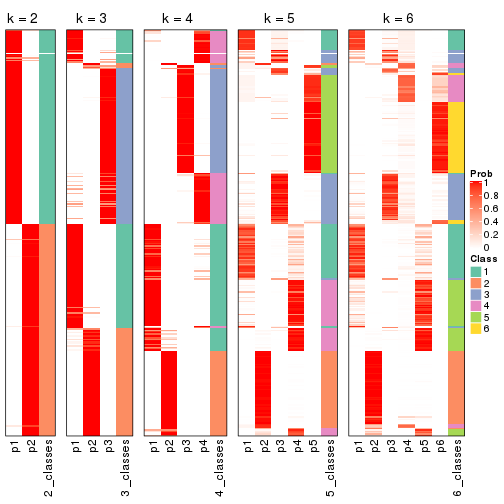 k = 2
k = 3
k = 4
k = 5
k = 6
p1
p2
2_classes
p1
p2
p3
3_classes
p1
p2
p3
p4
4_classes
p1
p2
p3
p4
p5
5_classes
p1
p2
p3
p4
p5
p6
6_classes
Prob
1
0.8
0.6
0.4
0.2
0
Class
1
2
3
4
5
6